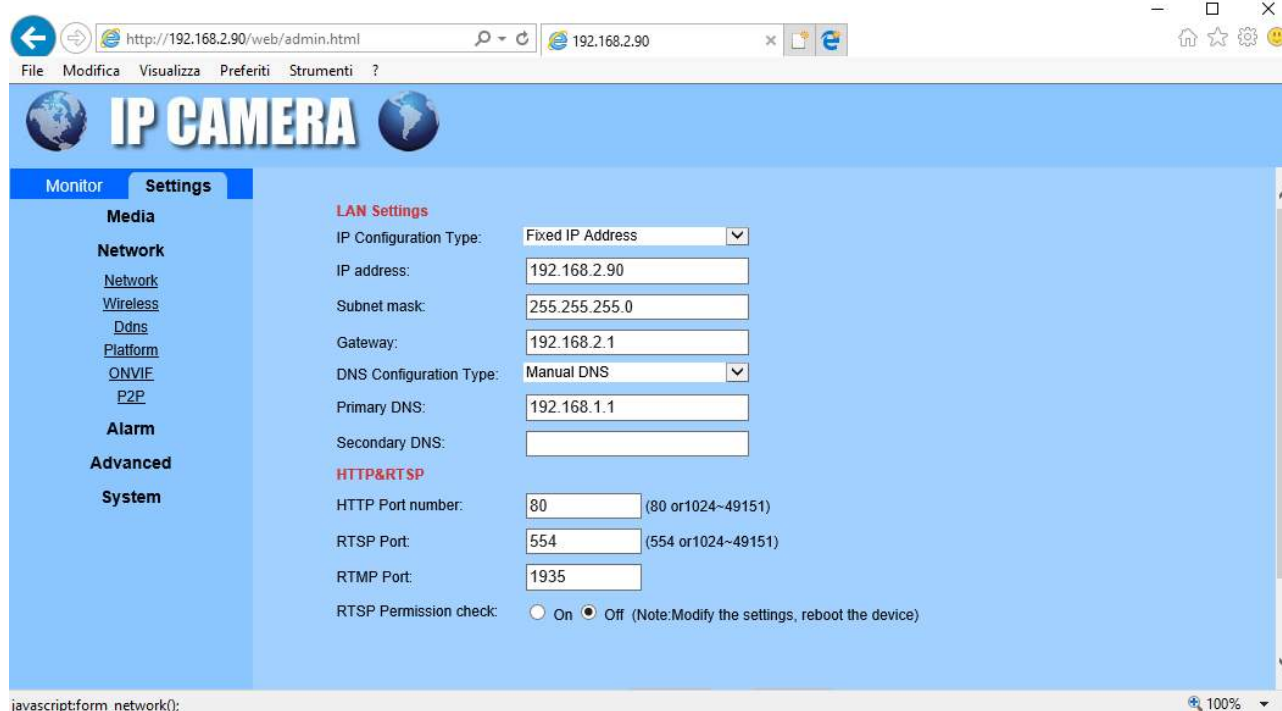 http://192.168.2.90/web/admin.html 192.168.2.90
File Modifica Visualizza Preferiti Strumenti ?
IP CAMERA
Monitor Settings
Media
Network
Network
Wireless
Ddns
Platform
ONVIF
P2P
Alarm
Advanced
System
LAN Settings
IP Configuration Type: Fixed IP Address
IP address: 192.168.2.90
Subnet mask: 255.255.255.0
Gateway: 192.168.2.1
DNS Configuration Type: Manual DNS
Primary DNS: 192.168.1.1
Secondary DNS:
HTTP&RTSP
HTTP Port number: 80 (80 or1024~49151)
RTSP Port: 554 (554 or1024~49151)
RTMP Port: 1935
RTSP Permission check: On Off (Note:Modify the settings, reboot the device)
javascript:form_network(); 100%